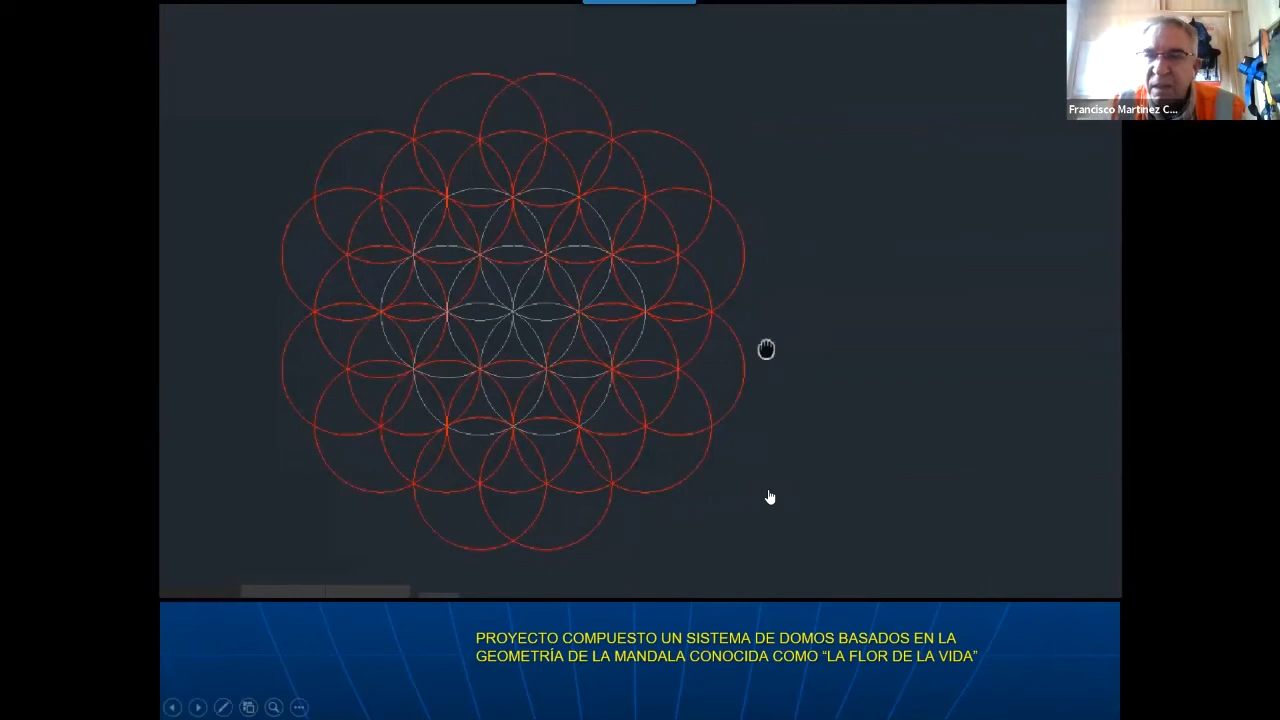 Francisco Martínez C...
PROYECTO COMPUESTO UN SISTEMA DE DOMOS BASADOS EN LA
GEOMETRÍA DE LA MANDALA CONOCIDA COMO “LA FLOR DE LA VIDA”